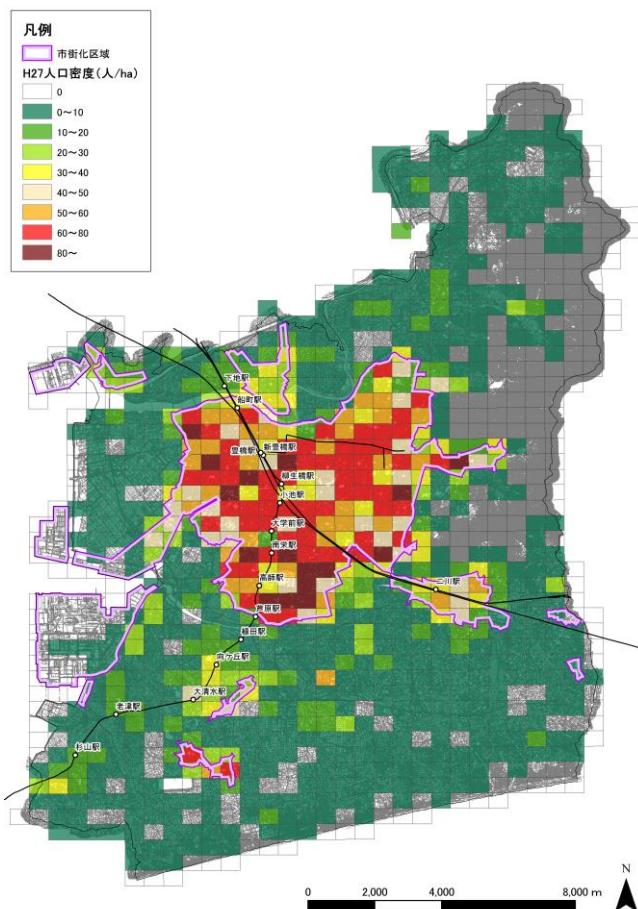 凡例
市街化区域
H27人口密度(人/ha)
0
0~10
10~20
20~30
30~40
40~50
50~60
60~80
80~
下地駅
船町駅
豊橋駅
新豊橋駅
柳生橋駅
小池駅
大学前駅
南栄駅
高師駅
芦原駅
二川駅
植田駅
向ケ丘駅
大清水駅
老津駅
杉山駅
N
0 2,000 4,000 8,000 m